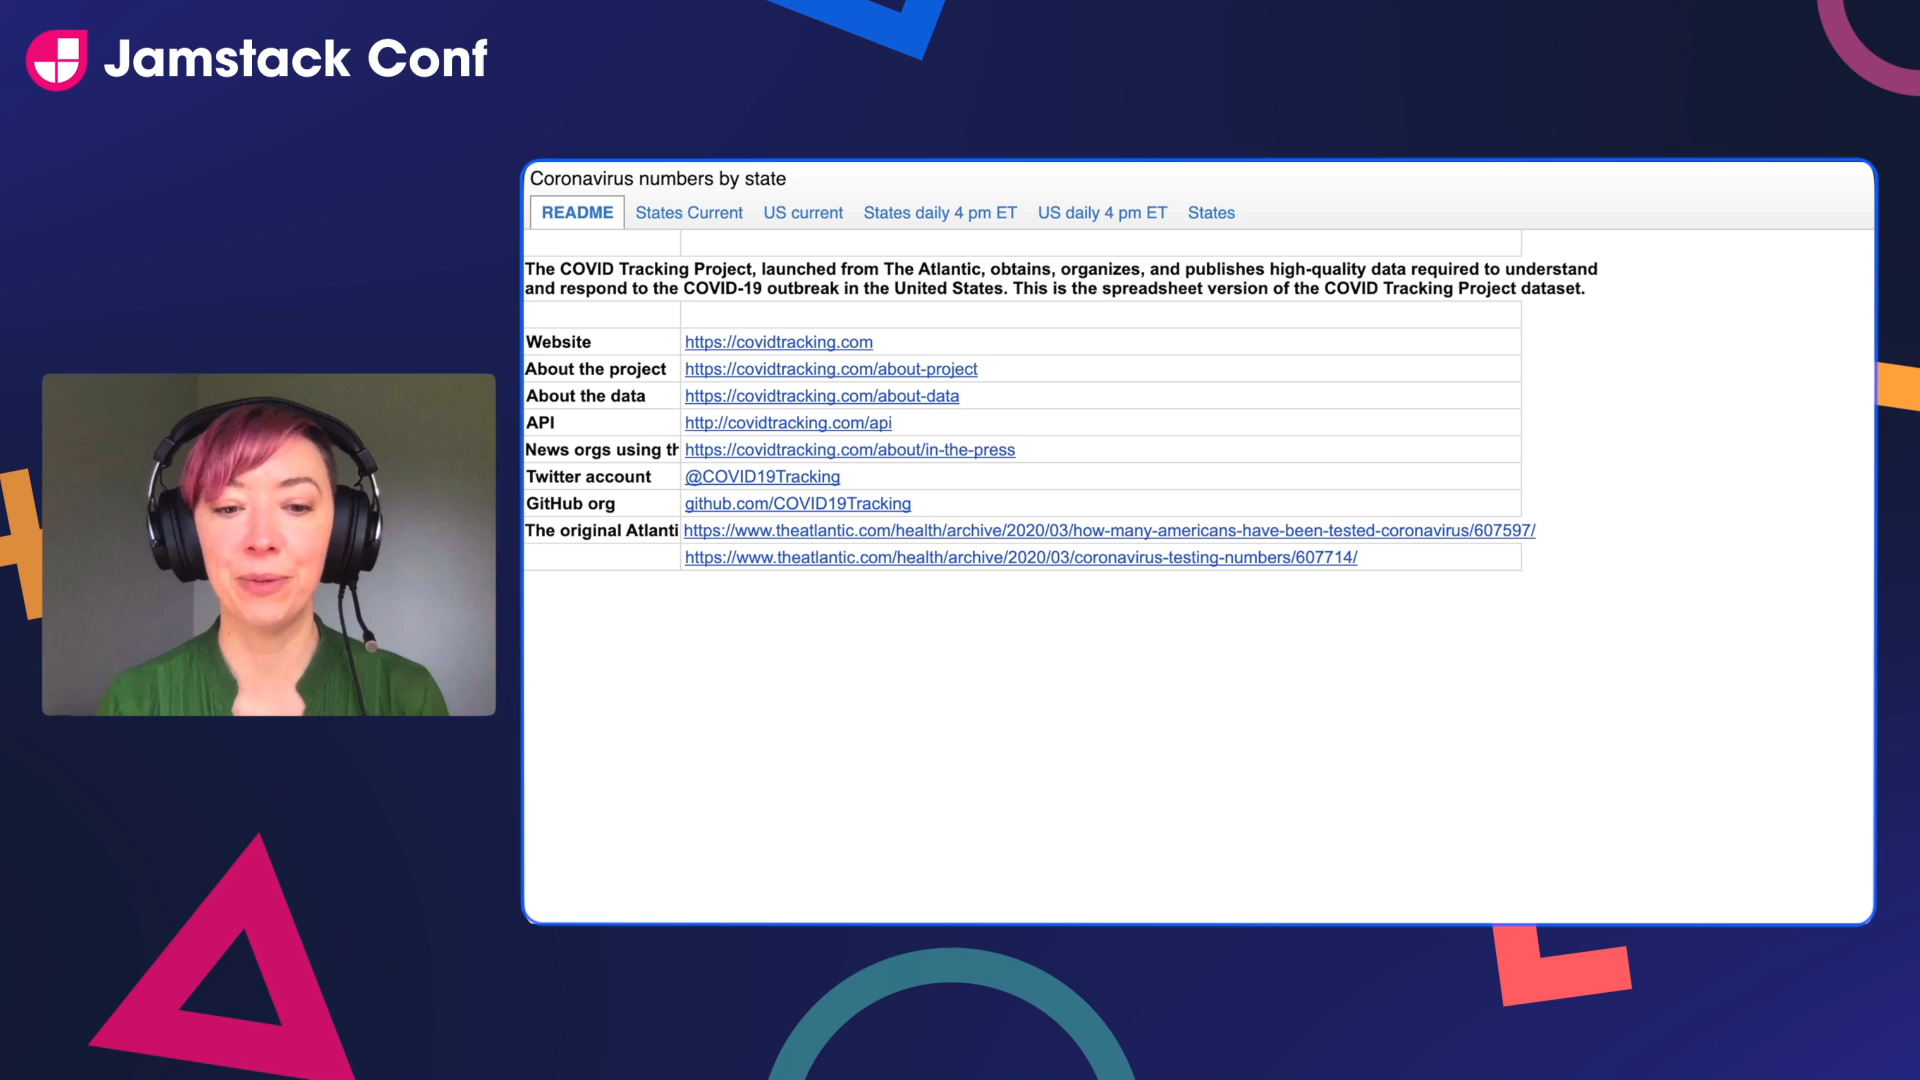 Jamstack Conf
Coronavirus numbers by state
README States Current US current States daily 4 pm ET US daily 4 pm ET States
The COVID Tracking Project, launched from The Atlantic, obtains, organizes, and publishes high-quality data required to understand
and respond to the COVID-19 outbreak in the United States. This is the spreadsheet version of the COVID Tracking Project dataset.
Website https://covidtracking.com
About the project https://covidtracking.com/about-project
About the data https://covidtracking.com/about-data
API http://covidtracking.com/api
News orgs using th https://covidtracking.com/about/in-the-press
Twitter account @COVID19Tracking
GitHub org github.com/COVID19Tracking
The original Atlanti https://www.theatlantic.com/health/archive/2020/03/how-many-americans-have-been-tested-coronavirus/607597/
https://www.theatlantic.com/health/archive/2020/03/coronavirus-testing-numbers/607714/